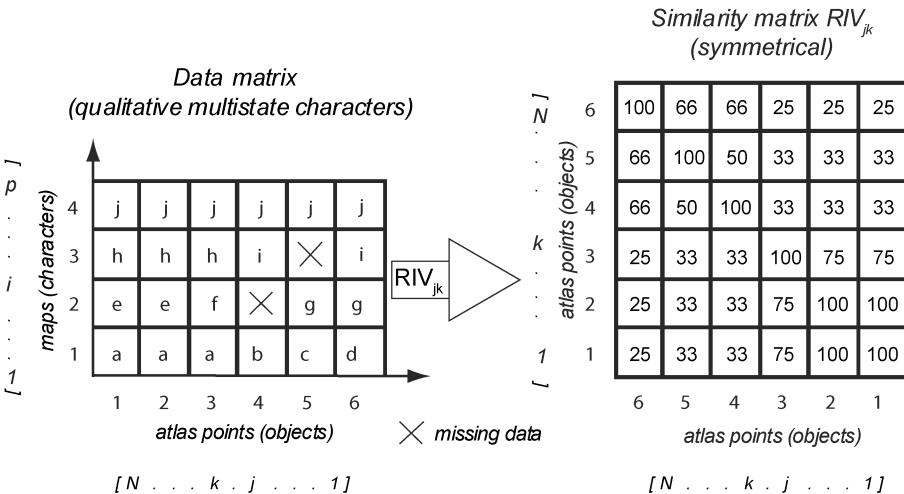 Similarity matrix RIVjk
(symmetrical)
Data matrix
(qualitative multistate characters)
[1 . . . i . . . p]
maps (characters)
4 j j j j j j
3 h h h i i
2 e e f g g
1 a a a b c d
1 2 3 4 5 6
atlas points (objects)
missing data
[ N . . . k . j . . . 1 ]
RIVjk
[ 1 . . . k . . . N ]
atlas points (objects)
6 100 66 66 25 25 25
5 66 100 50 33 33 33
4 66 50 100 33 33 33
3 25 33 33 100 75 75
2 25 33 33 75 100 100
1 25 33 33 75 100 100
6 5 4 3 2 1
atlas points (objects)
[ N . . . k . j . . . 1 ]